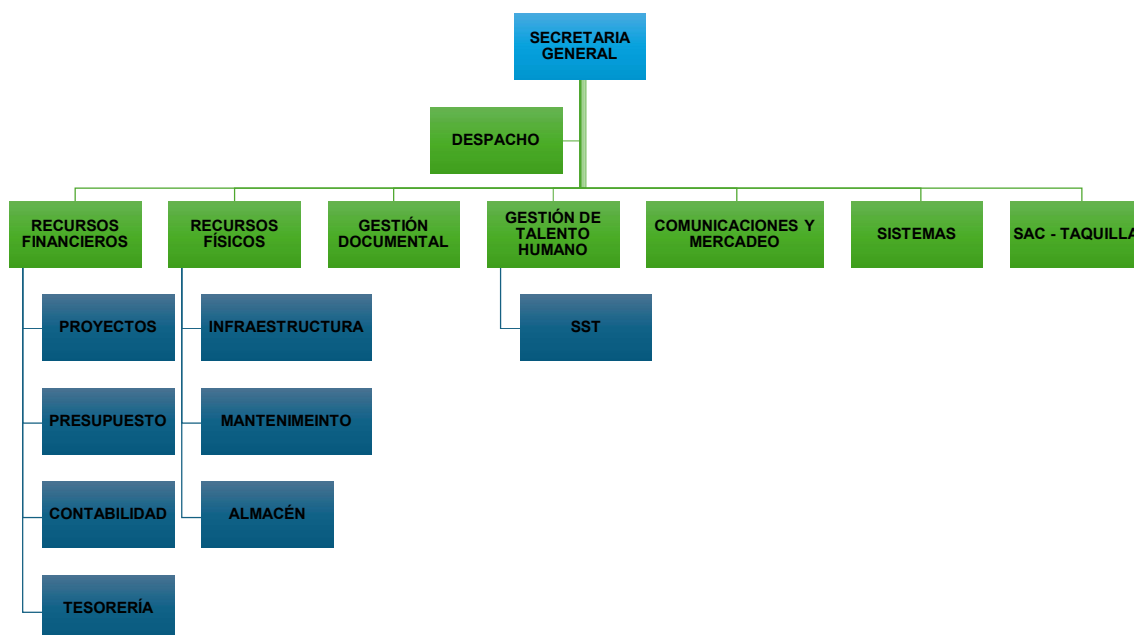 SECRETARIA
GENERAL
DESPACHO
RECURSOS
FINANCIEROS
RECURSOS
FÍSICOS
GESTIÓN
DOCUMENTAL
GESTIÓN DE
TALENTO
HUMANO
COMUNICACIONES Y
MERCADEO
SISTEMAS
SAC - TAQUILLA
PROYECTOS
INFRAESTRUCTURA
SST
PRESUPUESTO
MANTENIMEINTO
CONTABILIDAD
ALMACÉN
TESORERÍA